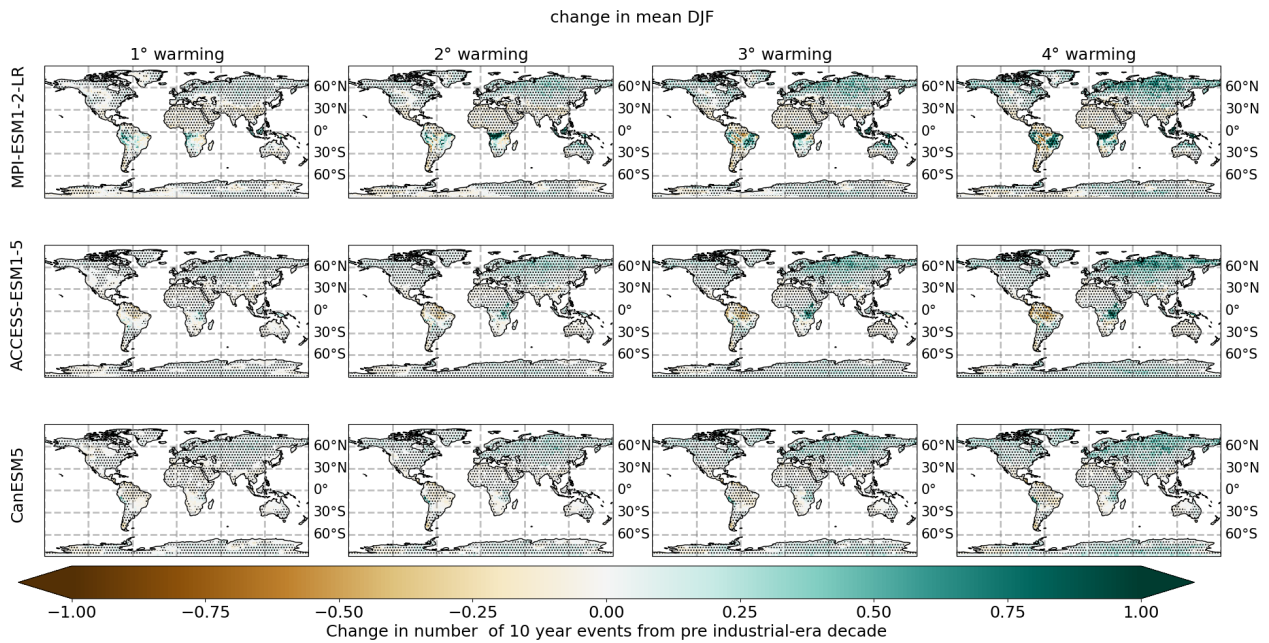 change in mean DJF
1° warming 2° warming 3° warming 4° warming
MPI-ESM1-2-LR
60°N 60°N 60°N 60°N
30°N 30°N 30°N 30°N
0° 0° 0° 0°
30°S 30°S 30°S 30°S
60°S 60°S 60°S 60°S
ACCESS-ESM1-5
60°N 60°N 60°N 60°N
30°N 30°N 30°N 30°N
0° 0° 0° 0°
30°S 30°S 30°S 30°S
60°S 60°S 60°S 60°S
CanESM5
60°N 60°N 60°N 60°N
30°N 30°N 30°N 30°N
0° 0° 0° 0°
30°S 30°S 30°S 30°S
60°S 60°S 60°S 60°S
−1.00 −0.75 −0.50 −0.25 0.00 0.25 0.50 0.75 1.00
Change in number  of 10 year events from pre industrial-era decade